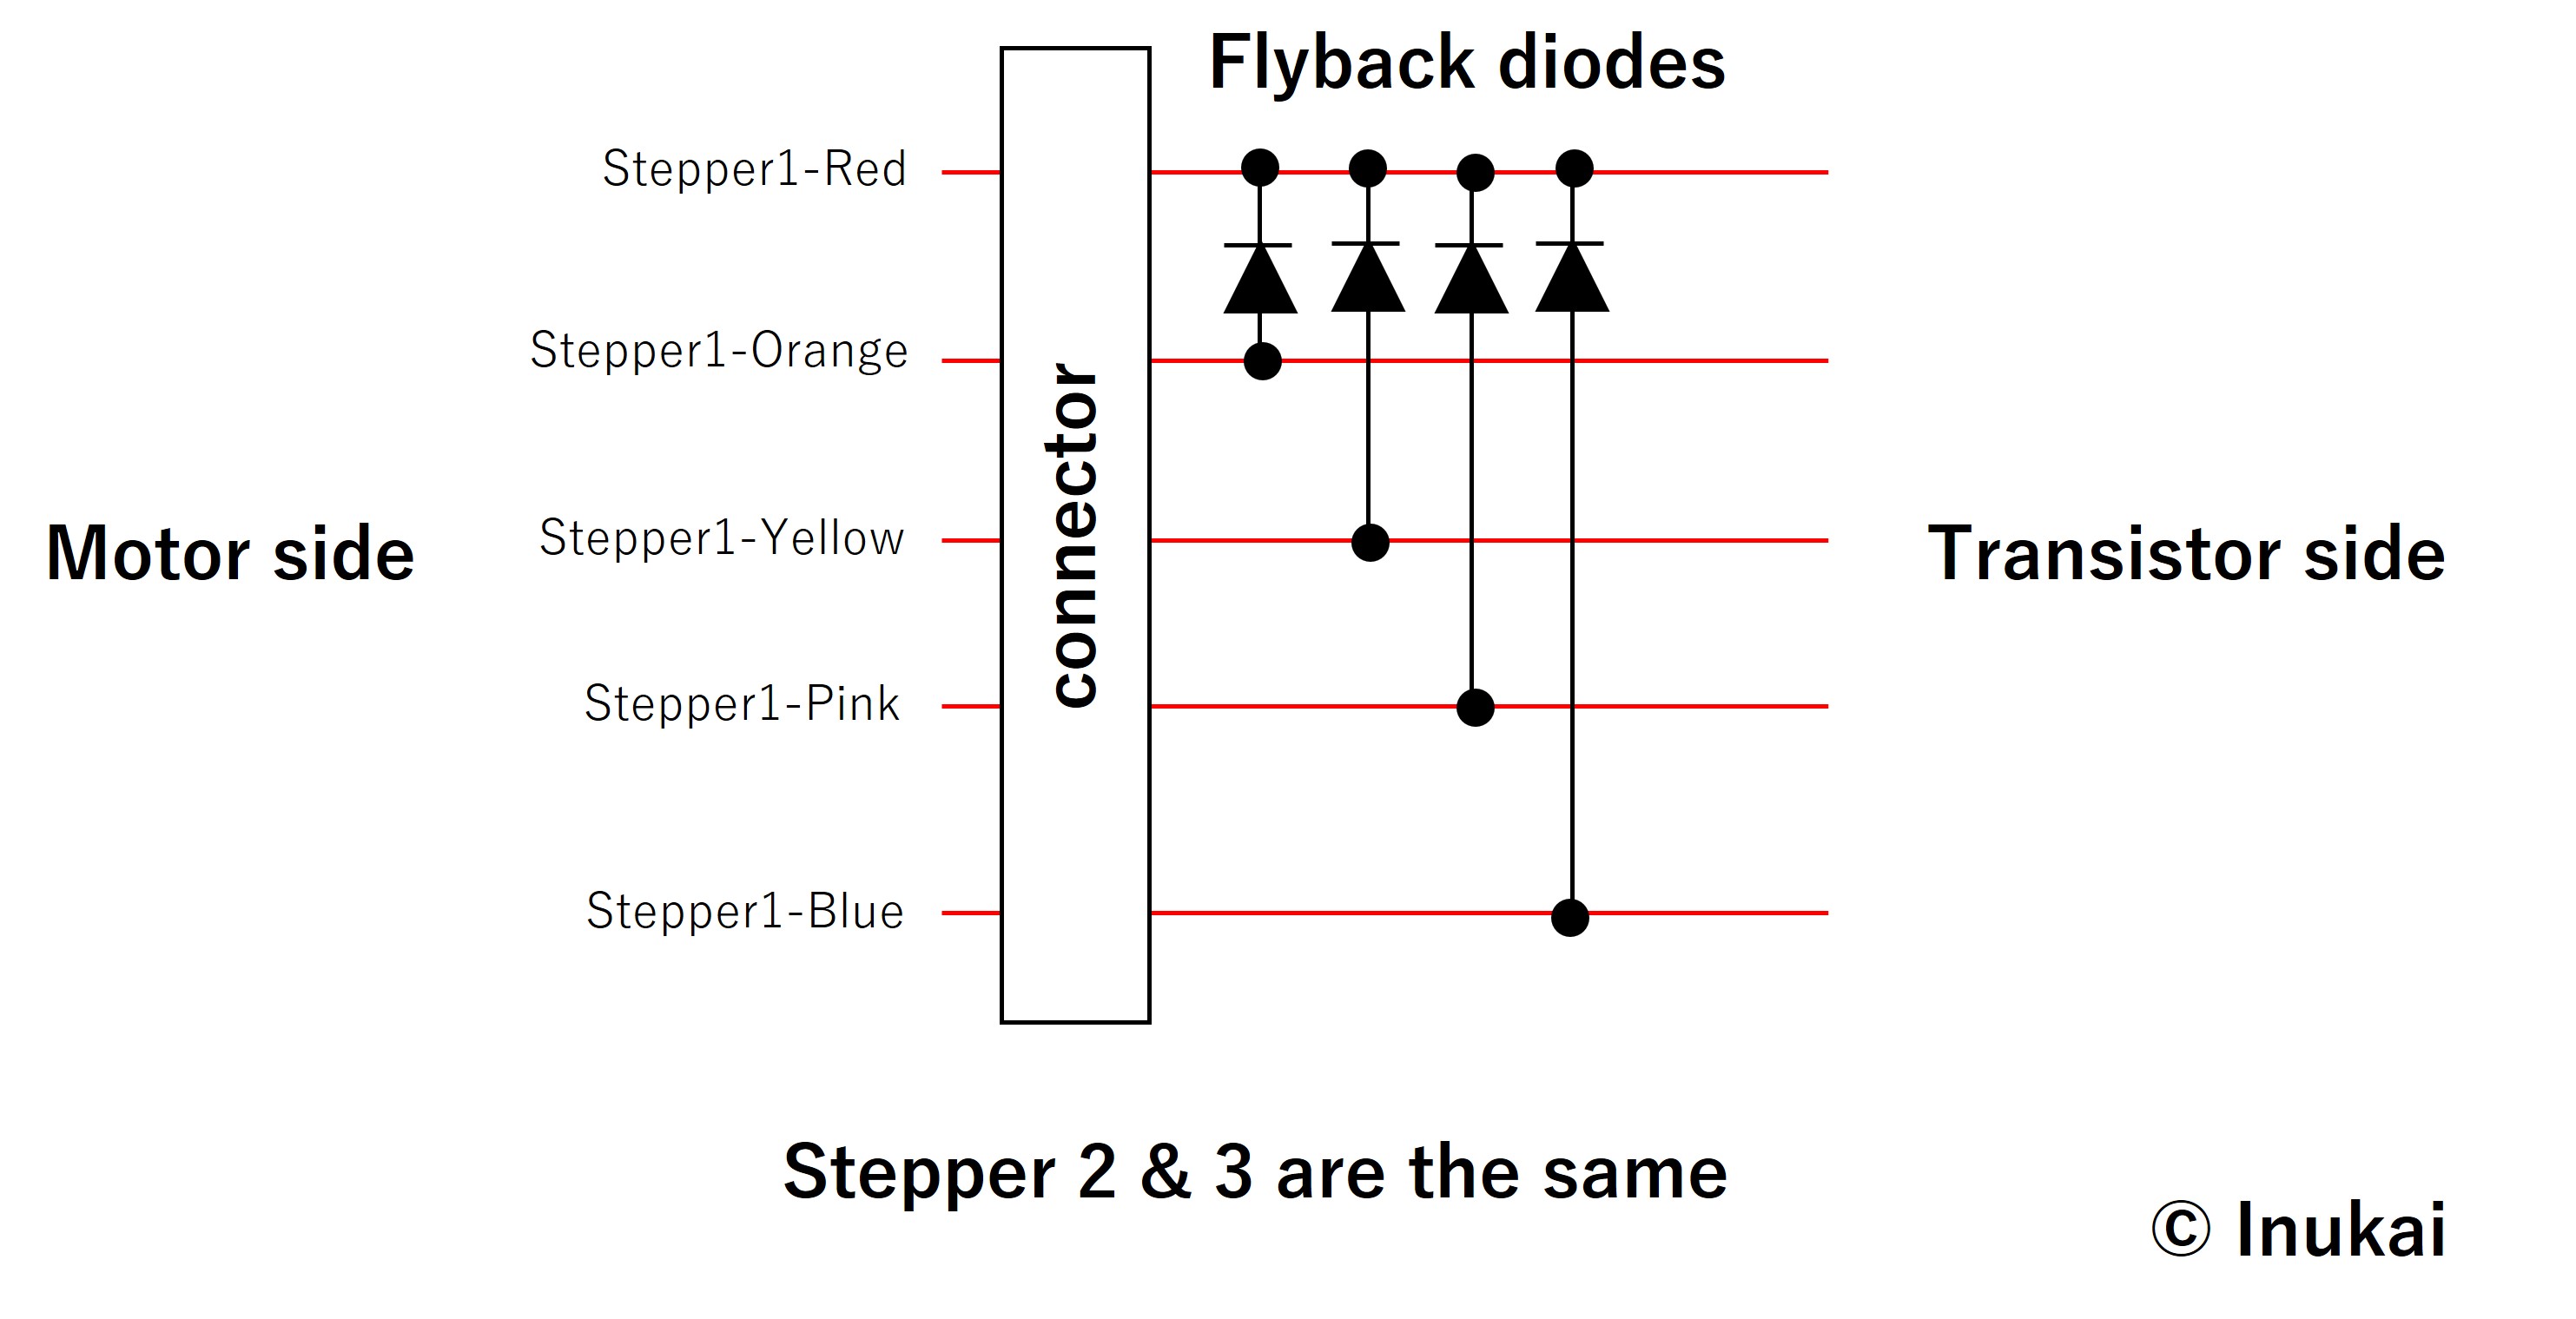 Flyback diodes
Stepper1-Red
Stepper1-Orange
Stepper1-Yellow
Stepper1-Pink
Stepper1-Blue
connector
Motor side
Transistor side
Stepper 2 & 3 are the same
© Inukai